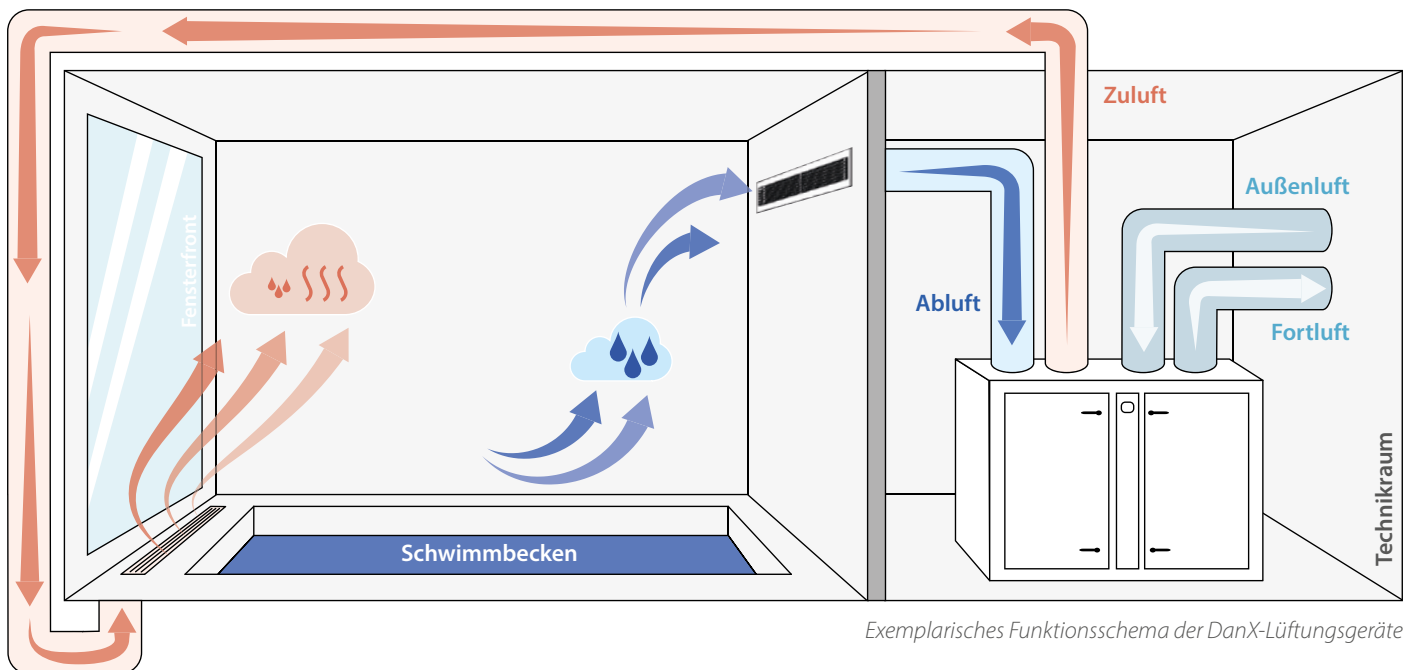 Zuluft
Außenluft
Fensterfront
Abluft
Fortluft
Technikraum
Schwimmbecken
Exemplarisches Funktionsschema der DanX-Lüftungsgeräte